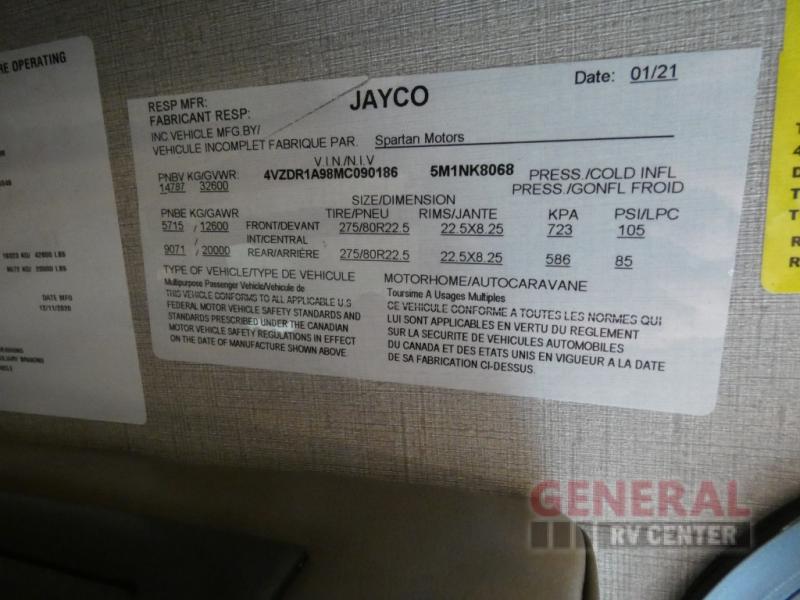 RE OPERATING
DATE MFG
12/11/2020
Date: 01/21
RESP MFR: JAYCO
FABRICANT RESP:
INC VEHICLE MFG.BY/
VEHICULE INCOMPLET FABRIQUE PAR. Spartan Motors
V.I.N./N.I.V
PNBV KG/GVWR: 4VZDR1A98MC090186 5M1NK8068 PRESS./COLD INFL
14787 32600 PRESS./GONFL FROID
SIZE/DIMENSION
PNBE KG/GAWR TIRE/PNEU RIMS/JANTE KPA PSI/LPC
5715 / 12600 FRONT/DEVANT 275/80R22.5 22.5X8.25 723 105
INT/CENTRAL
9071 / 20000 REAR/ARRIÈRE 275/80R22.5 22.5X8.25 586 85
TYPE OF VEHICLE/TYPE DE VEHICULE MOTORHOME/AUTOCARAVANE
Multipurpose Passenger Vehicle/Vehicule de Toursime A Usages Multiples
THIS VEHICLE CONFORMS TO ALL APPLICABLE U.S
FEDERAL MOTOR VEHICLE SAFETY STANDARDS AND
STANDARDS PRESCRIBED UNDER THE CANADIAN
MOTOR VEHICLE SAFETY REGULATIONS IN EFFECT
ON THE DATE OF MANUFACTURE SHOWN ABOVE.
CE VEHICULE CONFORME A TOUTES LES NORMES QUI
LUI SONT APPLICABLES EN VERTU DU REGLEMENT
SUR LA SECURITE DE VEHICULES AUTOMOBILES
DU CANADA ET DES ETATS UNIS EN VIGUEUR A LA DATE
DE SA FABRICATION CI-DESSUS.
GENERAL
RV CENTER